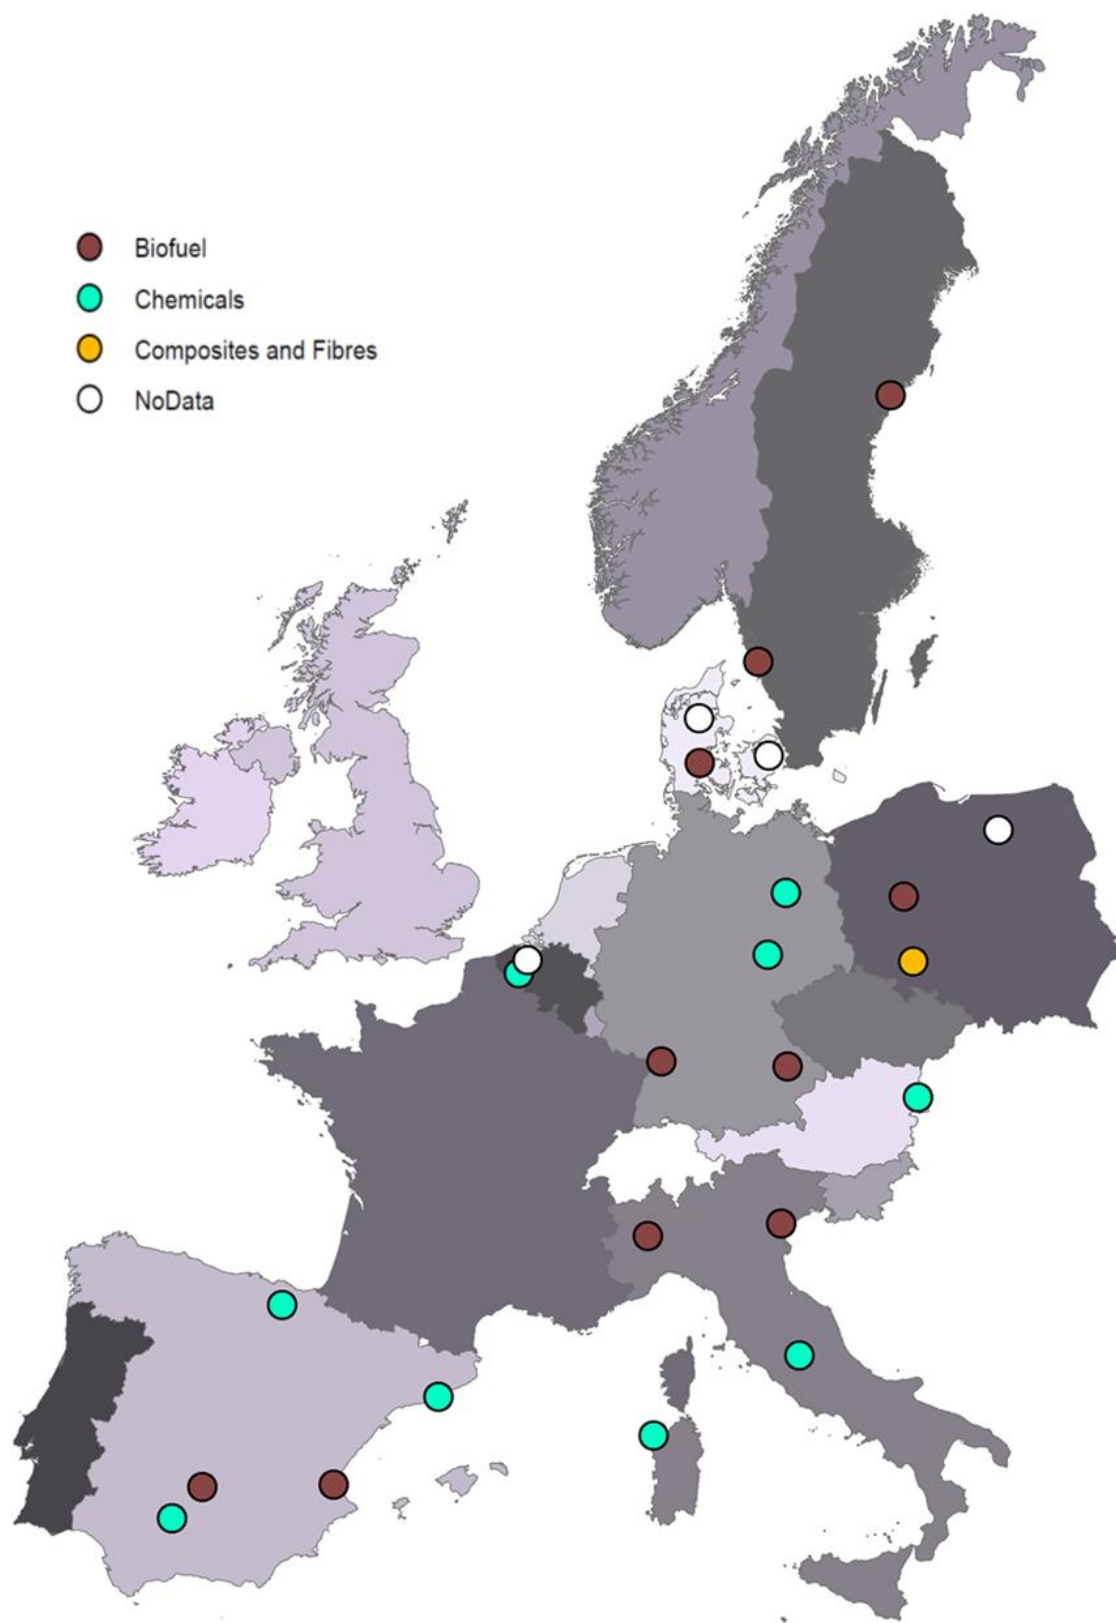 Biofuel
Chemicals
Composites and Fibres
NoData